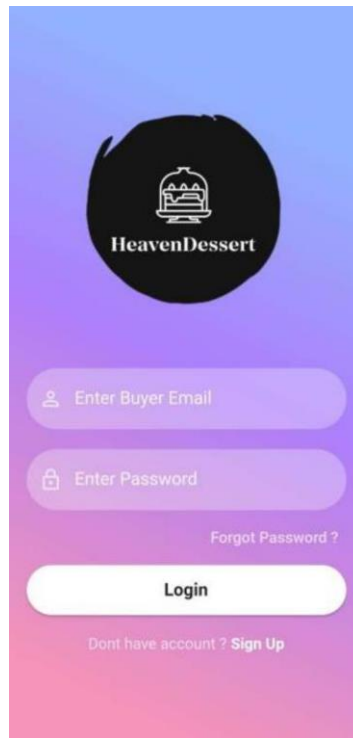 HeavenDessert
Enter Buyer Email
Enter Password
Forgot Password ?
Login
Dont have account ? Sign Up